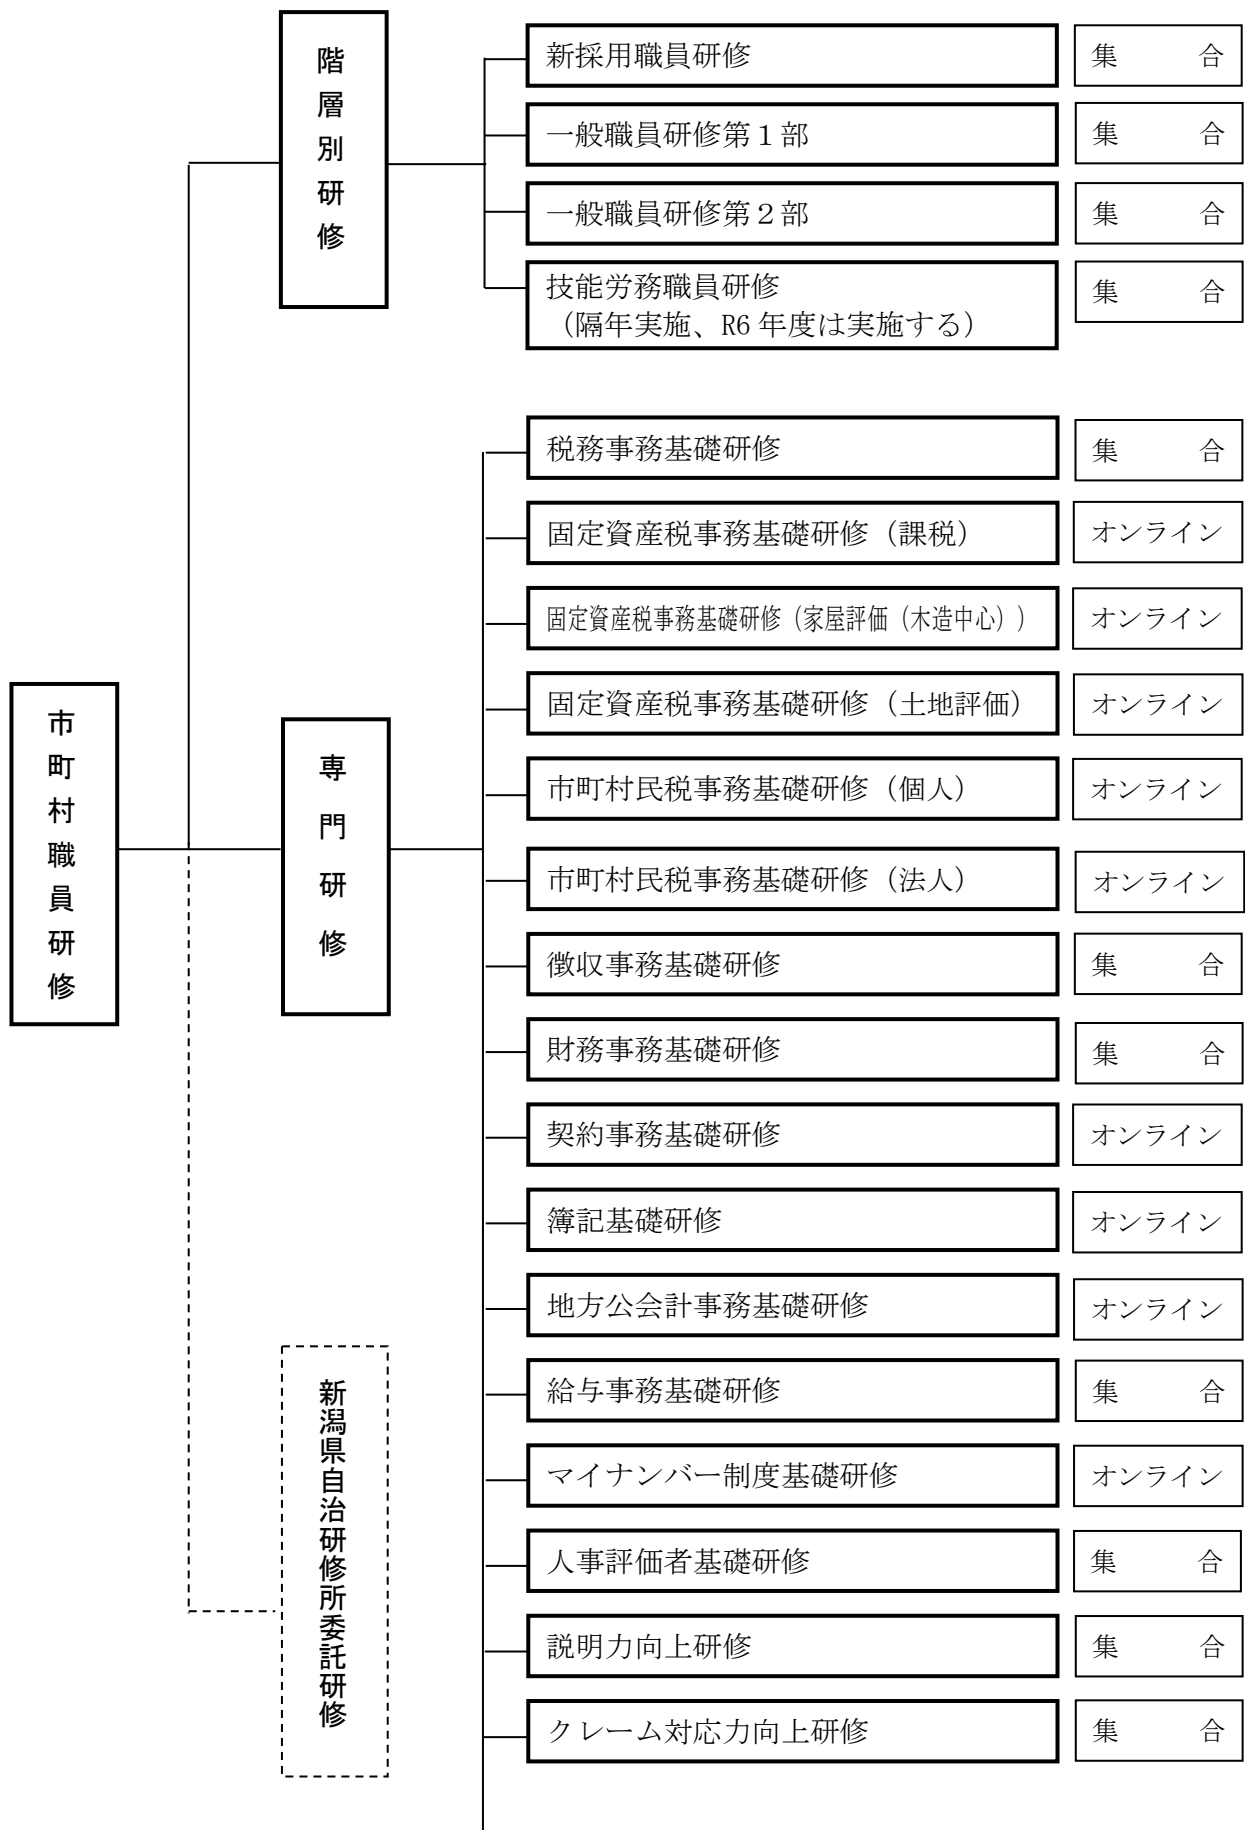 市町村職員研修
階層別研修
新採用職員研修 集合
一般職員研修第１部 集合
一般職員研修第２部 集合
技能労務職員研修 集合
（隔年実施、R6年度は実施する）
専門研修
税務事務基礎研修 集合
固定資産税事務基礎研修（課税） オンライン
固定資産税事務基礎研修（家屋評価（木造中心）） オンライン
固定資産税事務基礎研修（土地評価） オンライン
市町村民税事務基礎研修（個人） オンライン
市町村民税事務基礎研修（法人） オンライン
徴収事務基礎研修 集合
財務事務基礎研修 集合
契約事務基礎研修 オンライン
簿記基礎研修 オンライン
地方公会計事務基礎研修 オンライン
給与事務基礎研修 集合
マイナンバー制度基礎研修 オンライン
人事評価者基礎研修 集合
説明力向上研修 集合
クレーム対応力向上研修 集合
新潟県自治研修所委託研修